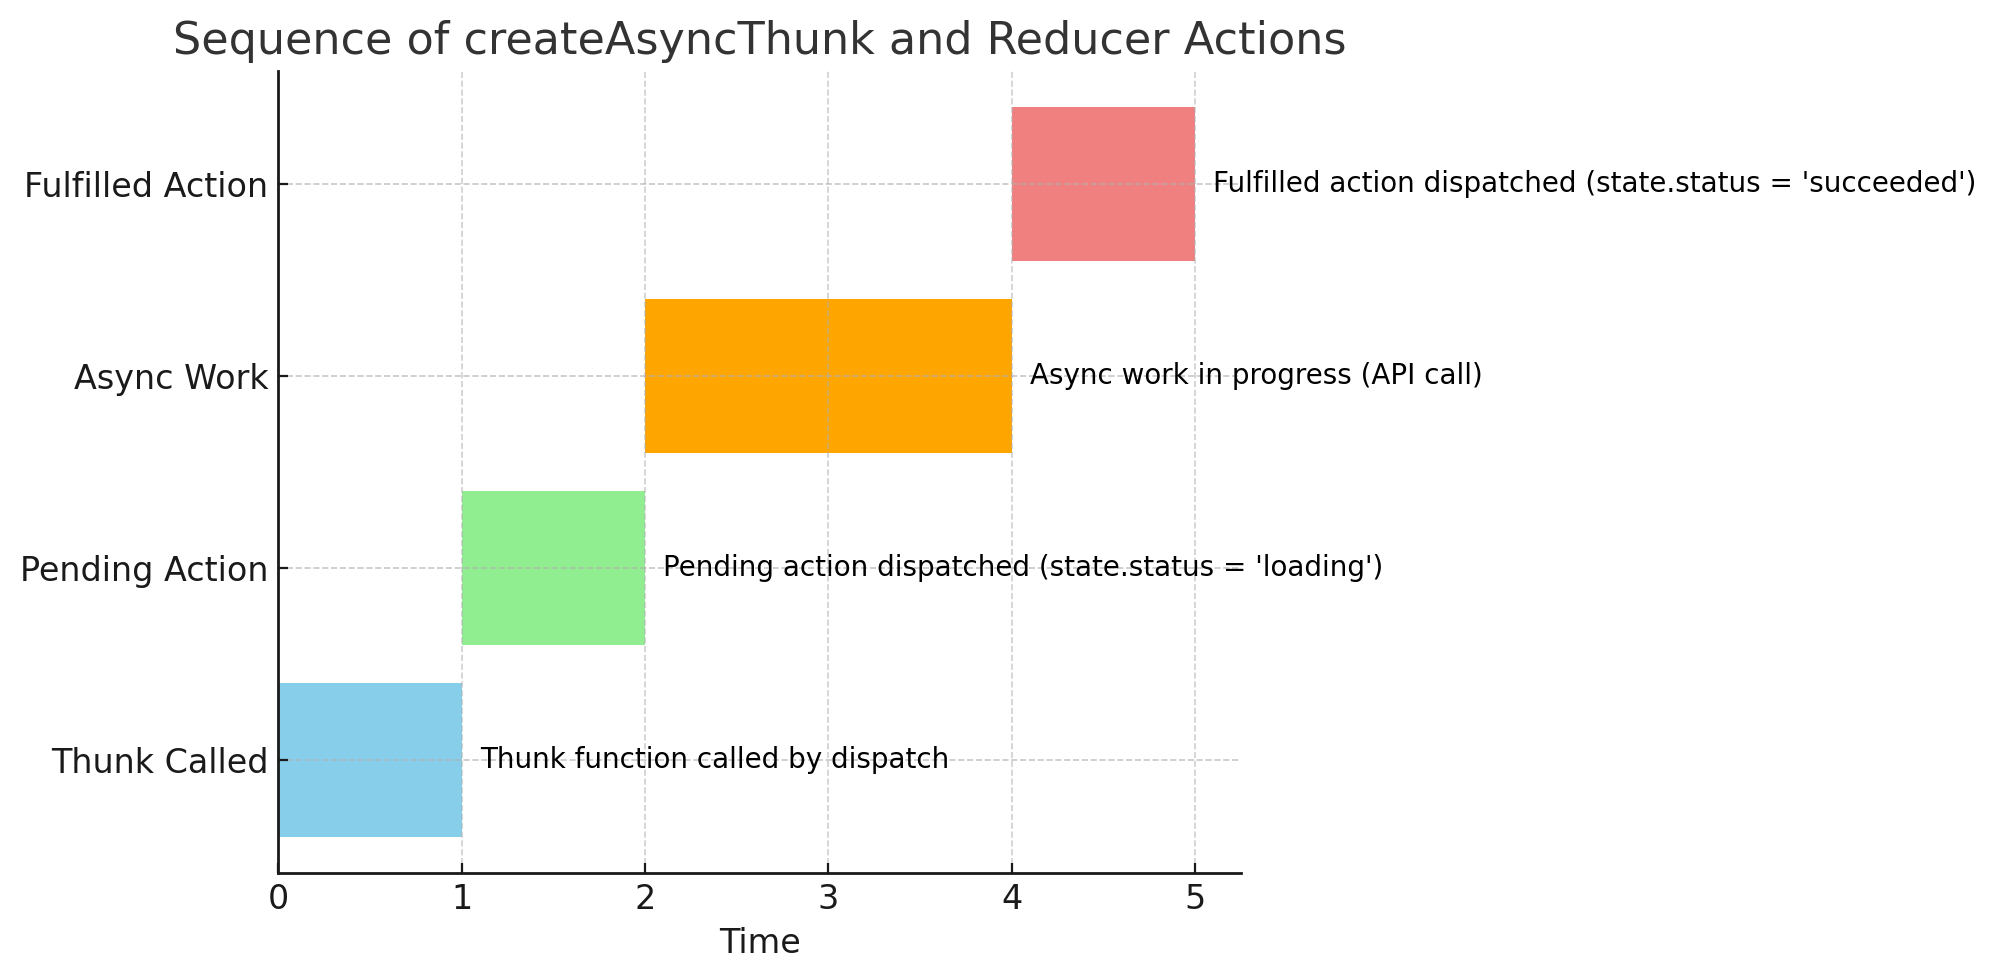 Sequence of createAsyncThunk and Reducer Actions
Fulfilled Action
Fulfilled action dispatched (state.status = 'succeeded')
Async Work
Async work in progress (API call)
Pending Action
Pending action dispatched (state.status = 'loading')
Thunk Called
Thunk function called by dispatch
0 1 2 3 4 5
Time